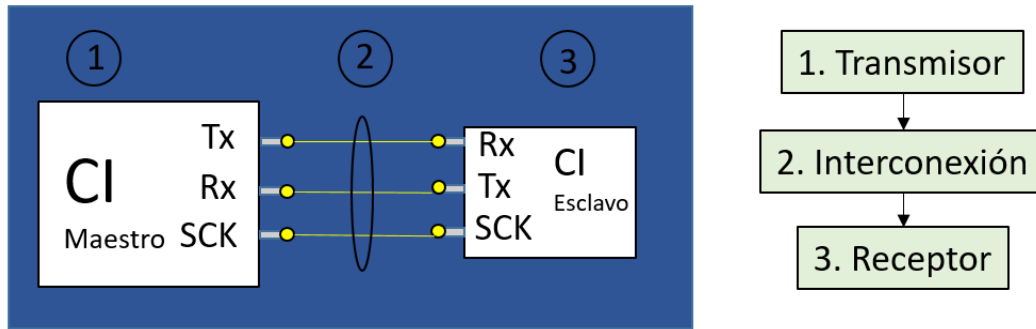 1
2
3
CI
Maestro
Tx
Rx
SCK
Rx
Tx
SCK
CI
Esclavo
1. Transmisor
2. Interconexión
3. Receptor